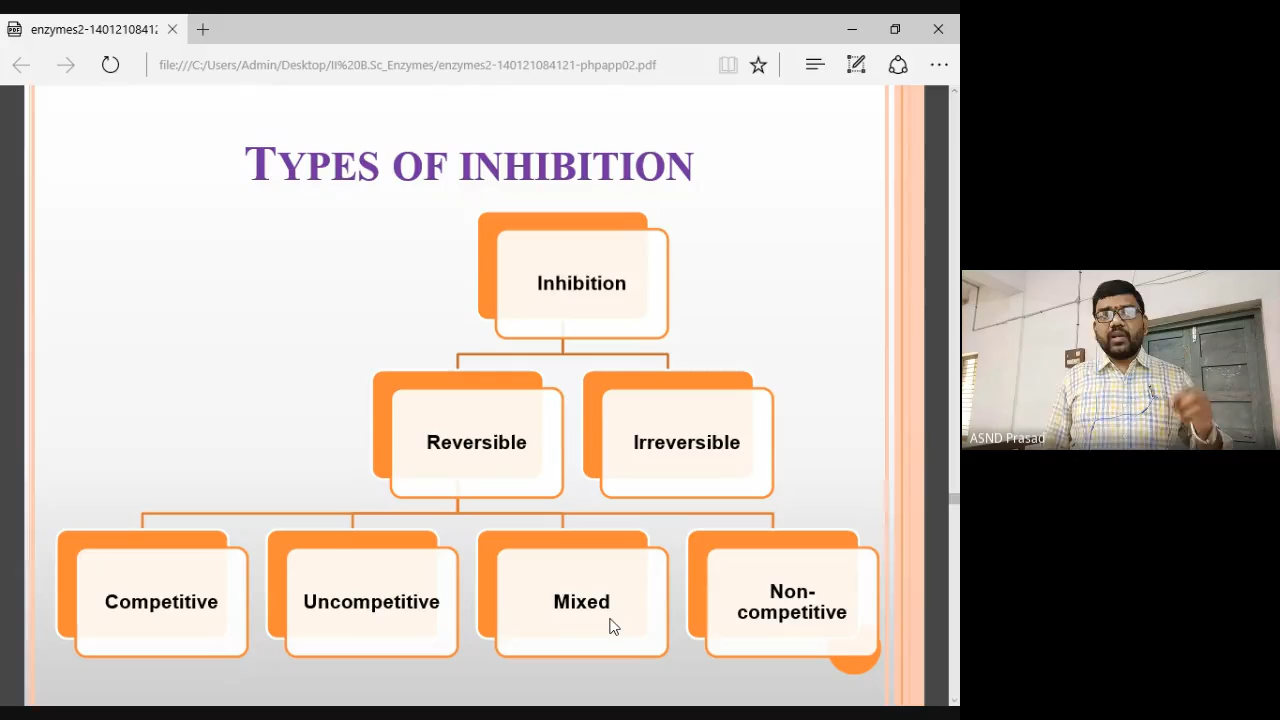 enzymes2-140121084121
file:///C:/Users/Admin/Desktop/II%20B.Sc_Enzymes/enzymes2-140121084121-phpapp02.pdf
TYPES OF INHIBITION
Inhibition
Reversible
Irreversible
Competitive
Uncompetitive
Mixed
Non-
competitive
ASND Prasad